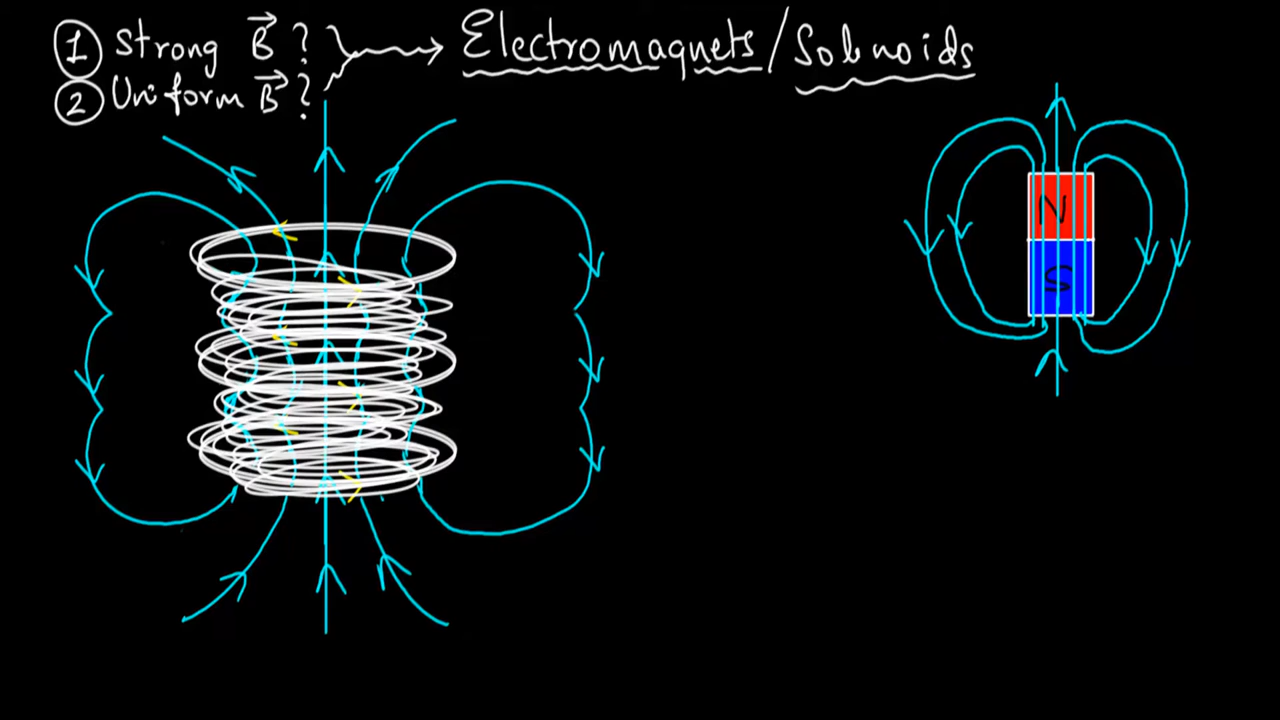 ① Strong B⃗ ?
② Uniform B⃗ ?
→ Electromagnets/Solenoids
N
S